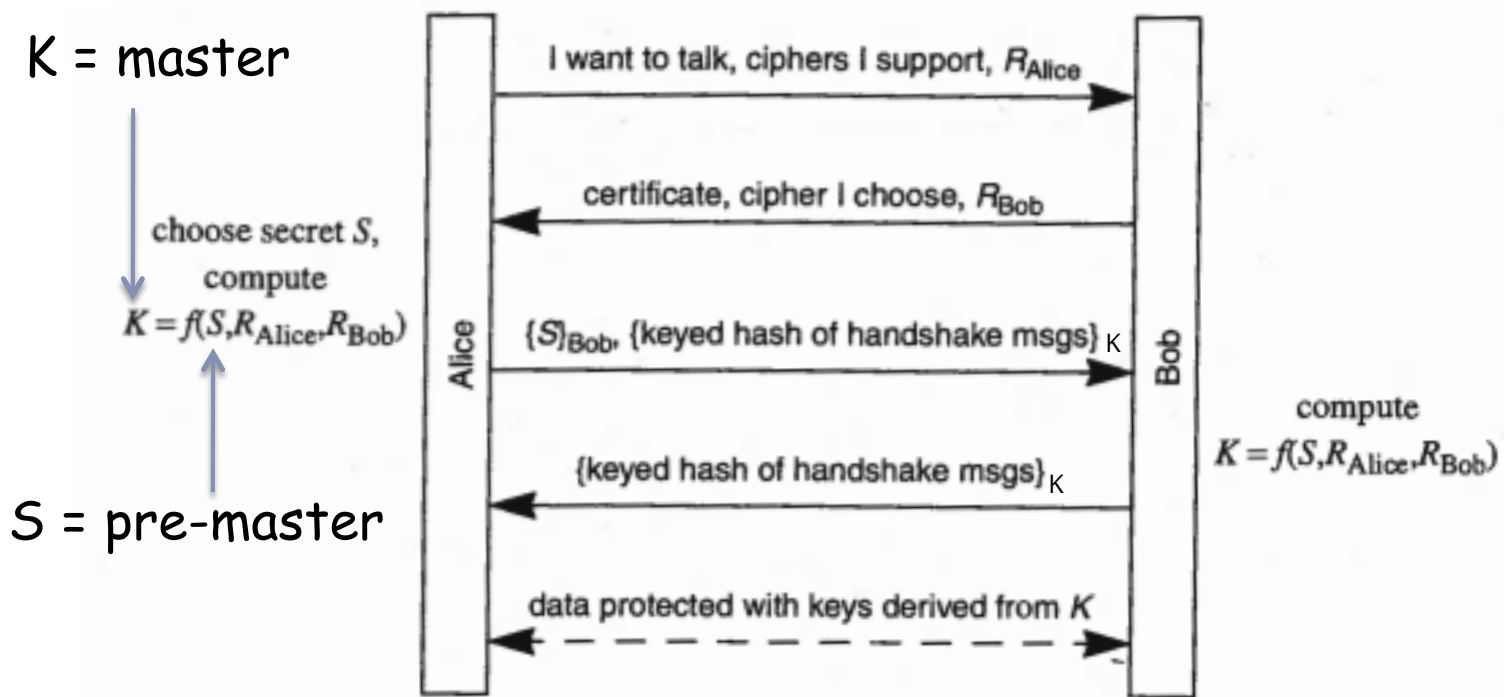 K = master
I want to talk, ciphers I support, R_Alice
certificate, cipher I choose, R_Bob
choose secret S,
compute
K = f(S,R_Alice,R_Bob)
Alice
{S}_Bob, {keyed hash of handshake msgs}_K
Bob
compute
K = f(S,R_Alice,R_Bob)
{keyed hash of handshake msgs}_K
S = pre-master
data protected with keys derived from K